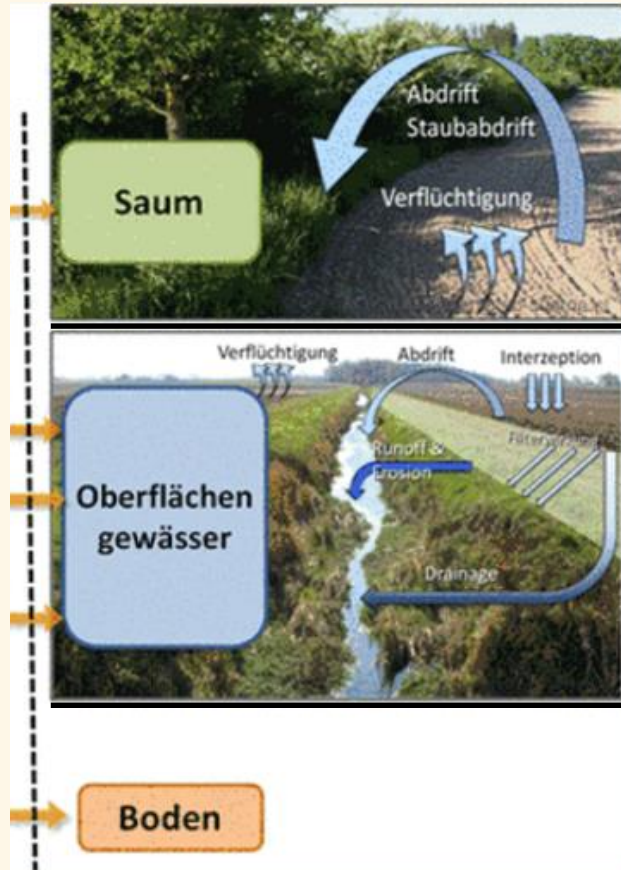 Abdrift
Staubabdrift
Saum
Verflüchtigung
Verflüchtigung
Abdrift
Interzeption
Runoff &
Erosion
Oberflächen
gewässer
Drainage
Boden